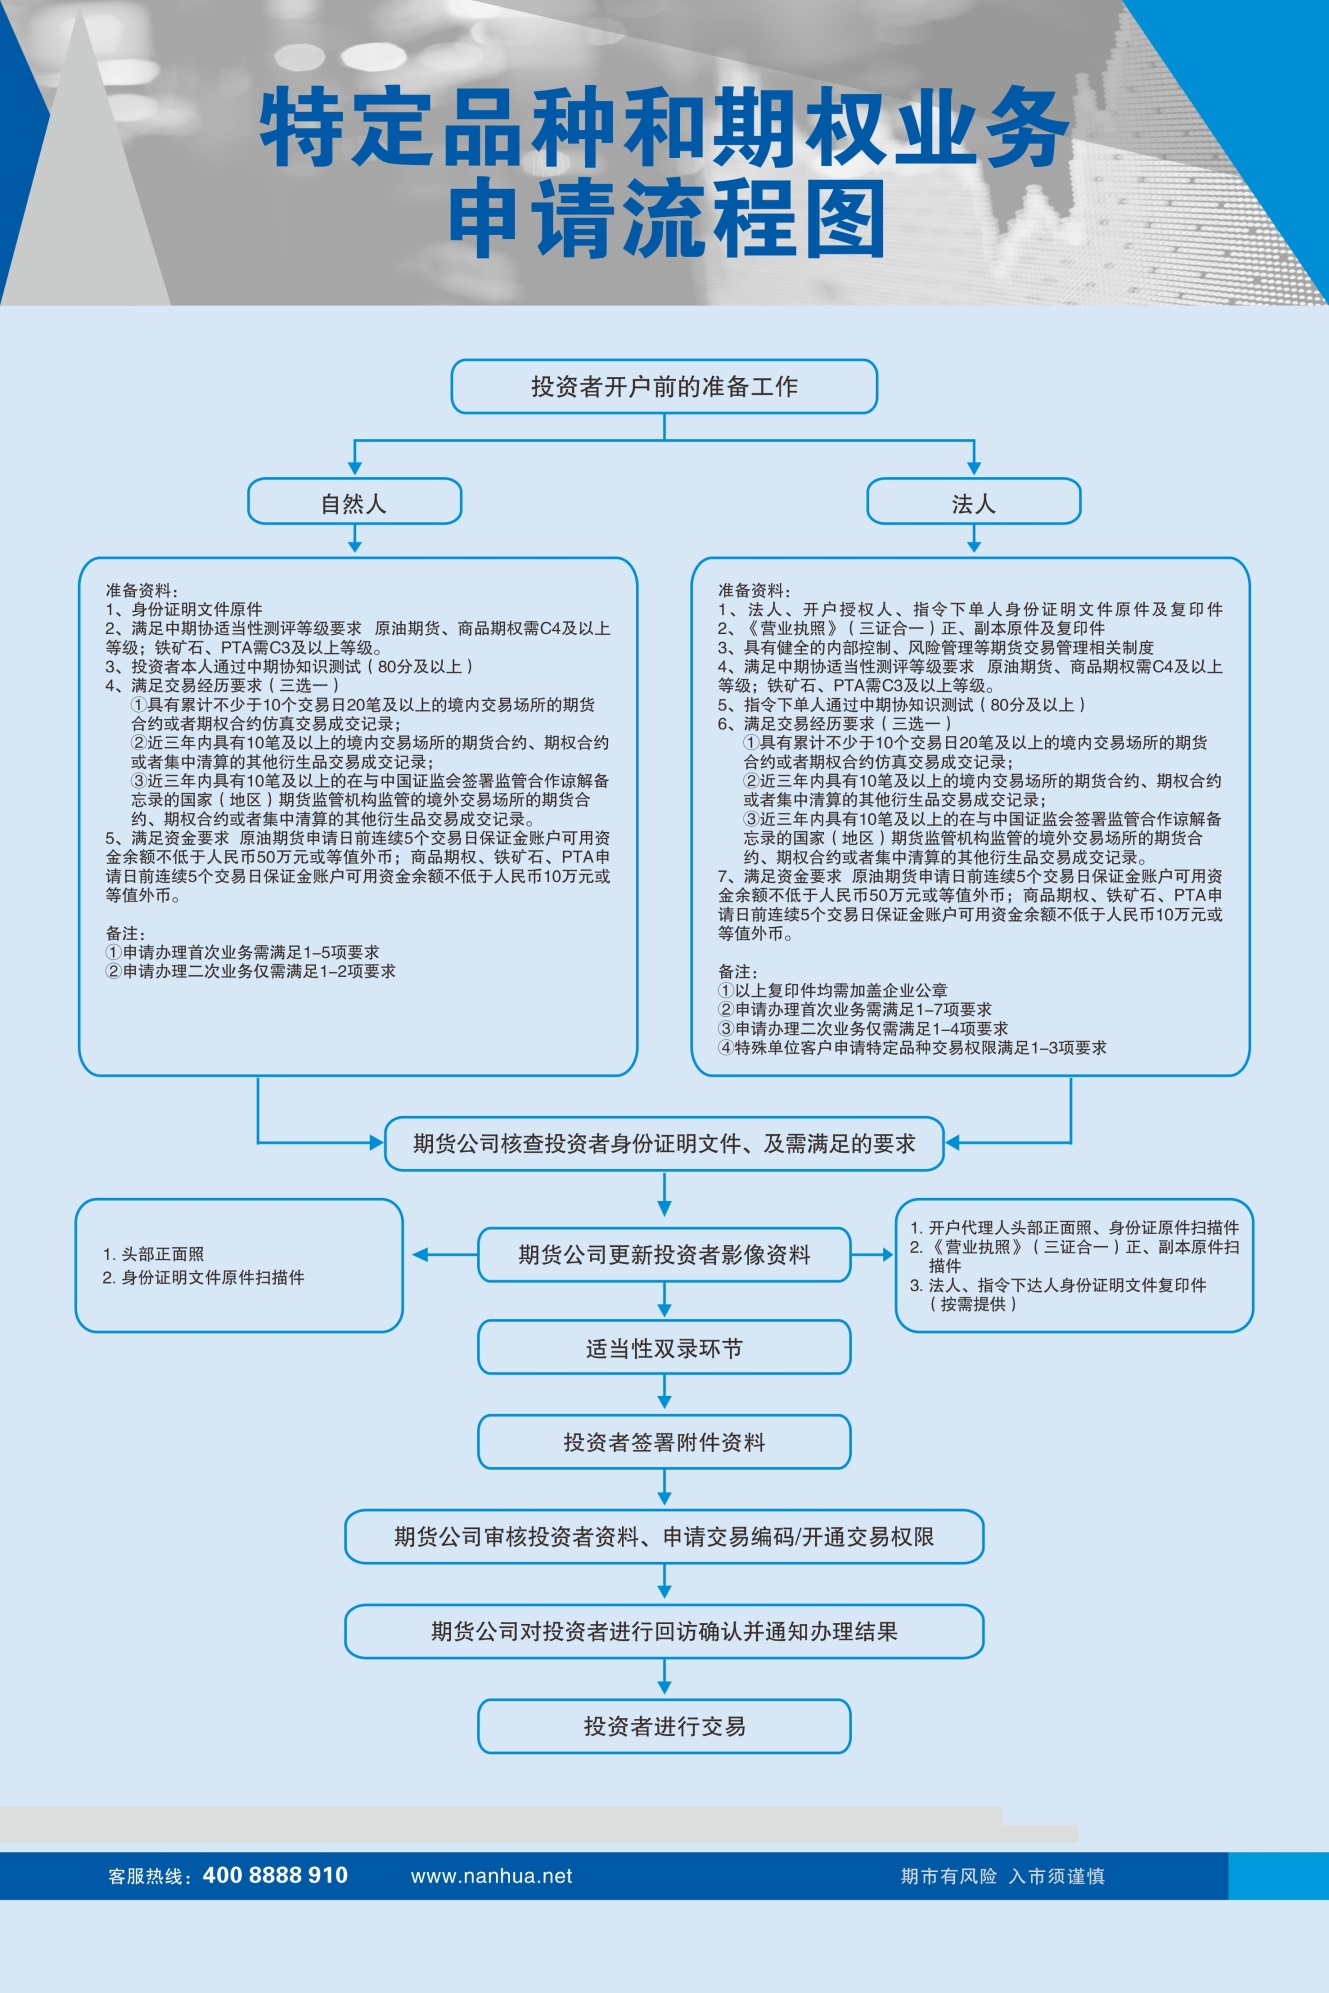 特定品种和期权业务
申请流程图
投资者开户前的准备工作
自然人
法人
准备资料：
1、身份证明文件原件
2、满足中期协适当性测评等级要求 原油期货、商品期权需C4及以上
等级；铁矿石、PTA需C3及以上等级。
3、投资者本人通过中期协知识测试（80分及以上）
4、满足交易经历要求（三选一）
①具有累计不少于10个交易日20笔及以上的境内交易场所的期货
合约或者期权合约仿真交易成交记录；
②近三年内具有10笔及以上的境内交易场所的期货合约、期权合约
或者集中清算的其他衍生品交易成交记录；
③近三年内具有10笔及以上的在与中国证监会签署监管合作谅解备
忘录的国家（地区）期货监管机构监管的境外交易场所的期货合
约、期权合约或者集中清算的其他衍生品交易成交记录。
5、满足资金要求 原油期货申请日前连续5个交易日保证金账户可用资
金余额不低于人民币50万元或等值外币；商品期权、铁矿石、PTA申
请日前连续5个交易日保证金账户可用资金余额不低于人民币10万元或
等值外币。
备注：
①申请办理首次业务需满足1-5项要求
②申请办理二次业务仅需满足1-2项要求
准备资料：
1、法人、开户授权人、指令下单人身份证明文件原件及复印件
2、《营业执照》（三证合一）正、副本原件及复印件
3、具有健全的内部控制、风险管理等期货交易管理相关制度
4、满足中期协适当性测评等级要求 原油期货、商品期权需C4及以上
等级；铁矿石、PTA需C3及以上等级。
5、指令下单人通过中期协知识测试（80分及以上）
6、满足交易经历要求（三选一）
①具有累计不少于10个交易日20笔及以上的境内交易场所的期货
合约或者期权合约仿真交易成交记录；
②近三年内具有10笔及以上的境内交易场所的期货合约、期权合约
或者集中清算的其他衍生品交易成交记录；
③近三年内具有10笔及以上的在与中国证监会签署监管合作谅解备
忘录的国家（地区）期货监管机构监管的境外交易场所的期货合
约、期权合约或者集中清算的其他衍生品交易成交记录。
7、满足资金要求 原油期货申请日前连续5个交易日保证金账户可用资
金余额不低于人民币50万元或等值外币；商品期权、铁矿石、PTA申
请日前连续5个交易日保证金账户可用资金余额不低于人民币10万元或
等值外币。
备注：
①以上复印件均需加盖企业公章
②申请办理首次业务需满足1-7项要求
③申请办理二次业务仅需满足1-4项要求
④特殊单位客户申请特定品种交易权限满足1-3项要求
期货公司核查投资者身份证明文件、及需满足的要求
1. 头部正面照
2. 身份证明文件原件扫描件
期货公司更新投资者影像资料
1. 开户代理人头部正面照、身份证原件扫描件
2. 《营业执照》（三证合一）正、副本原件扫
描件
3. 法人、指令下达人身份证明文件复印件
（按需提供）
适当性双录环节
投资者签署附件资料
期货公司审核投资者资料、申请交易编码/开通交易权限
期货公司对投资者进行回访确认并通知办理结果
投资者进行交易
客服热线：400 8888 910 www.nanhua.net 期市有风险 入市须谨慎